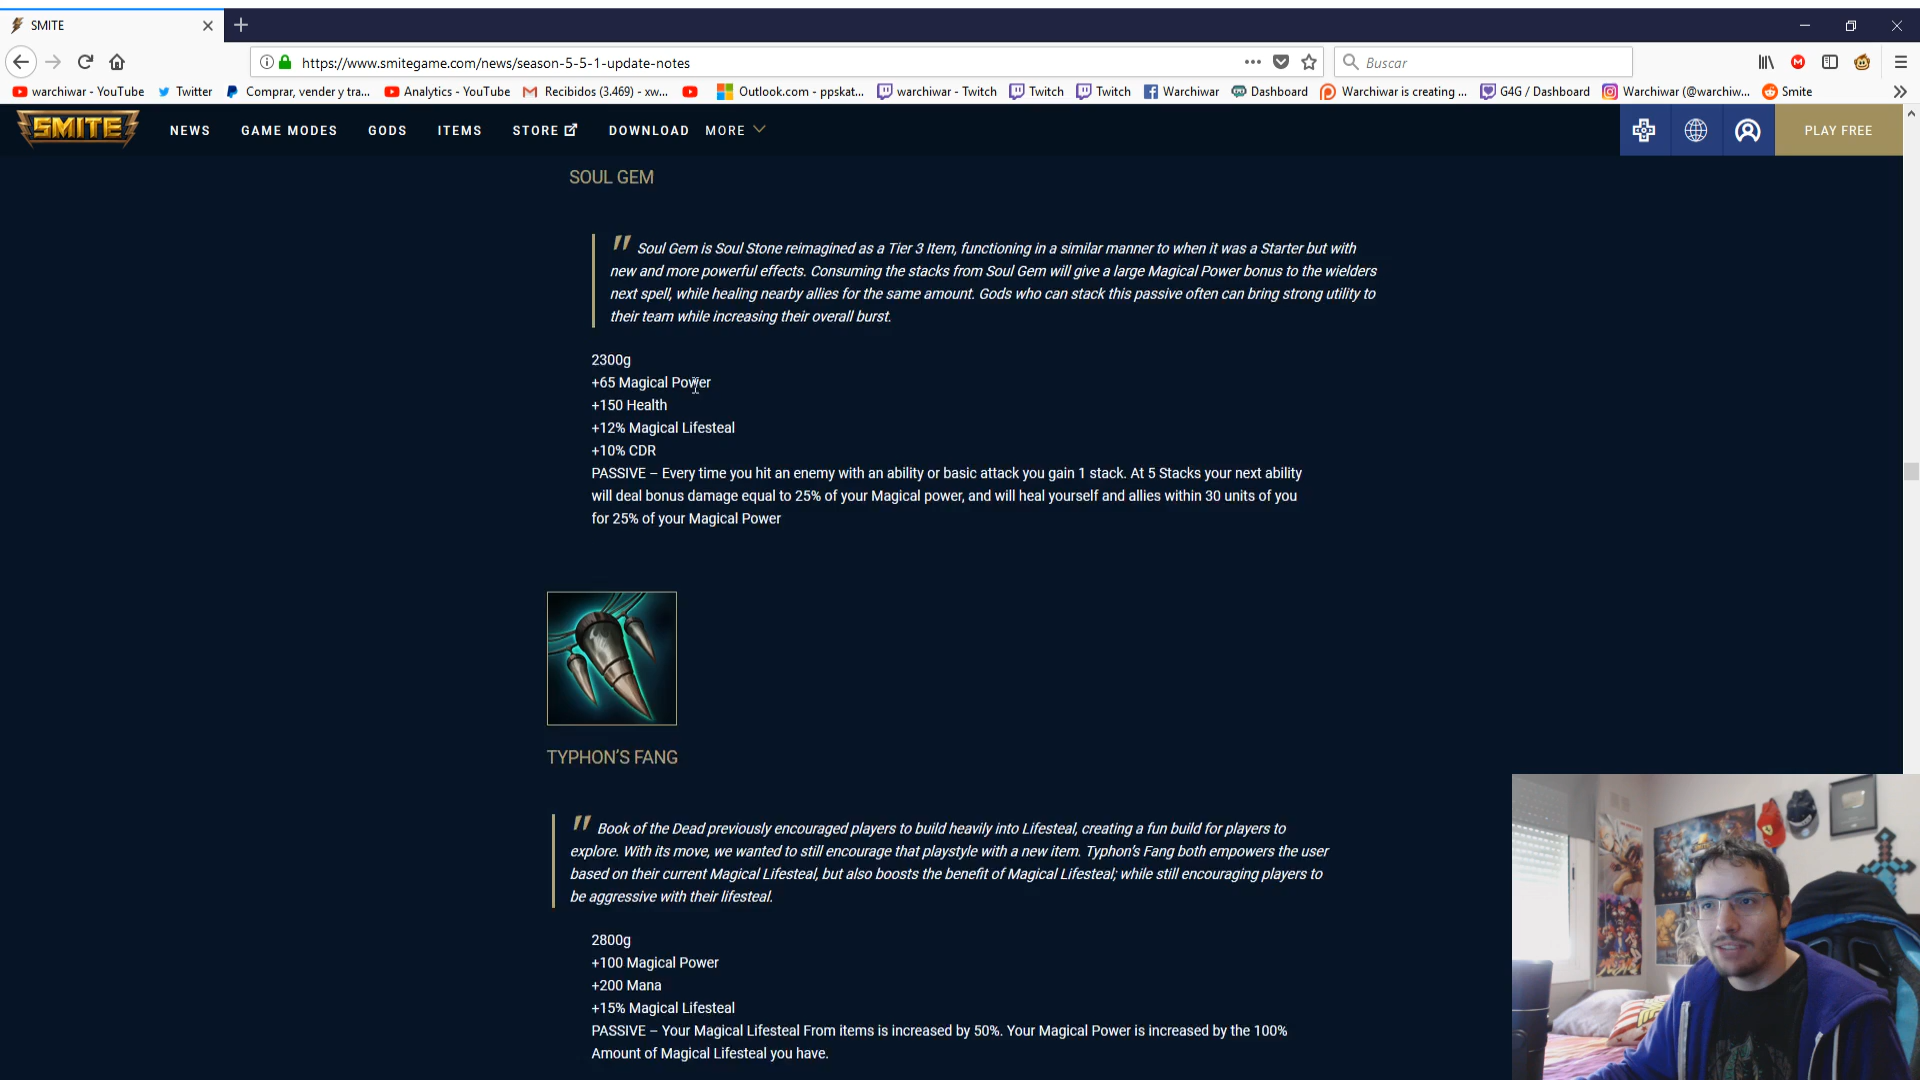 SMITE
https://www.smitegame.com/news/season-5-5-1-update-notes
Buscar
warchiwar - YouTube
Twitter
Comprar, vender y tra...
Analytics - YouTube
Recibidos (3.469) - xw...
Outlook.com - ppskat...
warchiwar - Twitch
Twitch
Twitch
Warchiwar
Dashboard
Warchiwar is creating ...
G4G / Dashboard
Warchiwar (@warchiw...
Smite
SMITE
NEWS
GAME MODES
GODS
ITEMS
STORE
DOWNLOAD
MORE
PLAY FREE
SOUL GEM
" Soul Gem is Soul Stone reimagined as a Tier 3 Item, functioning in a similar manner to when it was a Starter but with
new and more powerful effects. Consuming the stacks from Soul Gem will give a large Magical Power bonus to the wielders
next spell, while healing nearby allies for the same amount. Gods who can stack this passive often can bring strong utility to
their team while increasing their overall burst.
2300g
+65 Magical Power
+150 Health
+12% Magical Lifesteal
+10% CDR
PASSIVE – Every time you hit an enemy with an ability or basic attack you gain 1 stack. At 5 Stacks your next ability
will deal bonus damage equal to 25% of your Magical power, and will heal yourself and allies within 30 units of you
for 25% of your Magical Power
TYPHON'S FANG
" Book of the Dead previously encouraged players to build heavily into Lifesteal, creating a fun build for players to
explore. With its move, we wanted to still encourage that playstyle with a new item. Typhon's Fang both empowers the user
based on their current Magical Lifesteal, but also boosts the benefit of Magical Lifesteal; while still encouraging players to
be aggressive with their lifesteal.
2800g
+100 Magical Power
+200 Mana
+15% Magical Lifesteal
PASSIVE – Your Magical Lifesteal From items is increased by 50%. Your Magical Power is increased by the 100%
Amount of Magical Lifesteal you have.